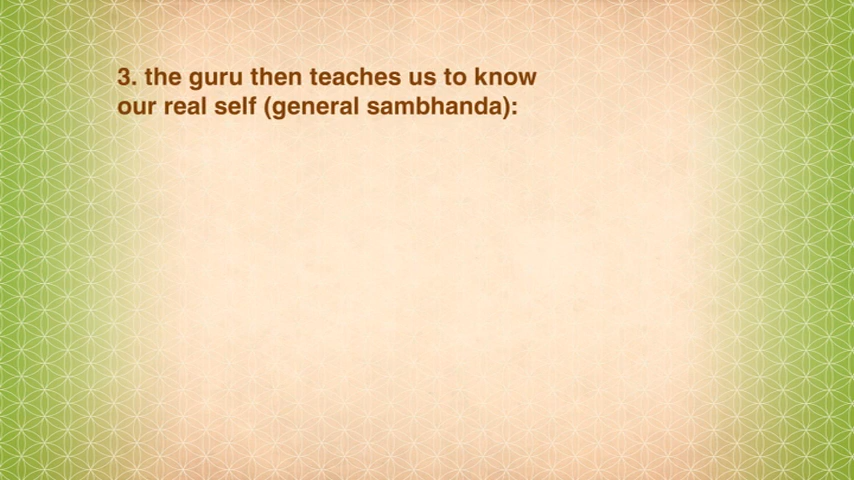 3. the guru then teaches us to know
our real self (general sambhanda):